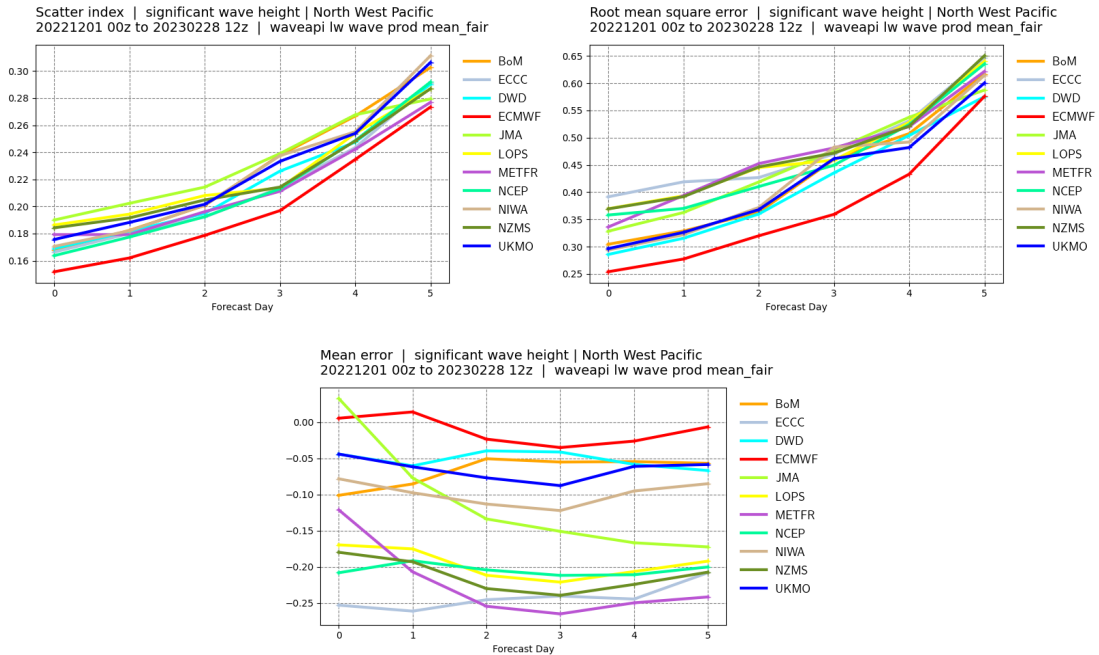 Scatter index | significant wave height | North West Pacific
20221201 00z to 20230228 12z | waveapi lw wave prod mean_fair
0.30
0.28
0.26
0.24
0.22
0.20
0.18
0.16
0 1 2 3 4 5
Forecast Day
BoM
ECCC
DWD
ECMWF
JMA
LOPS
METFR
NCEP
NIWA
NZMS
UKMO
Root mean square error | significant wave height | North West Pacific
20221201 00z to 20230228 12z | waveapi lw wave prod mean_fair
0.65
0.60
0.55
0.50
0.45
0.40
0.35
0.30
0.25
0 1 2 3 4 5
Forecast Day
BoM
ECCC
DWD
ECMWF
JMA
LOPS
METFR
NCEP
NIWA
NZMS
UKMO
Mean error | significant wave height | North West Pacific
20221201 00z to 20230228 12z | waveapi lw wave prod mean_fair
0.00
−0.05
−0.10
−0.15
−0.20
−0.25
0 1 2 3 4 5
Forecast Day
BoM
ECCC
DWD
ECMWF
JMA
LOPS
METFR
NCEP
NIWA
NZMS
UKMO